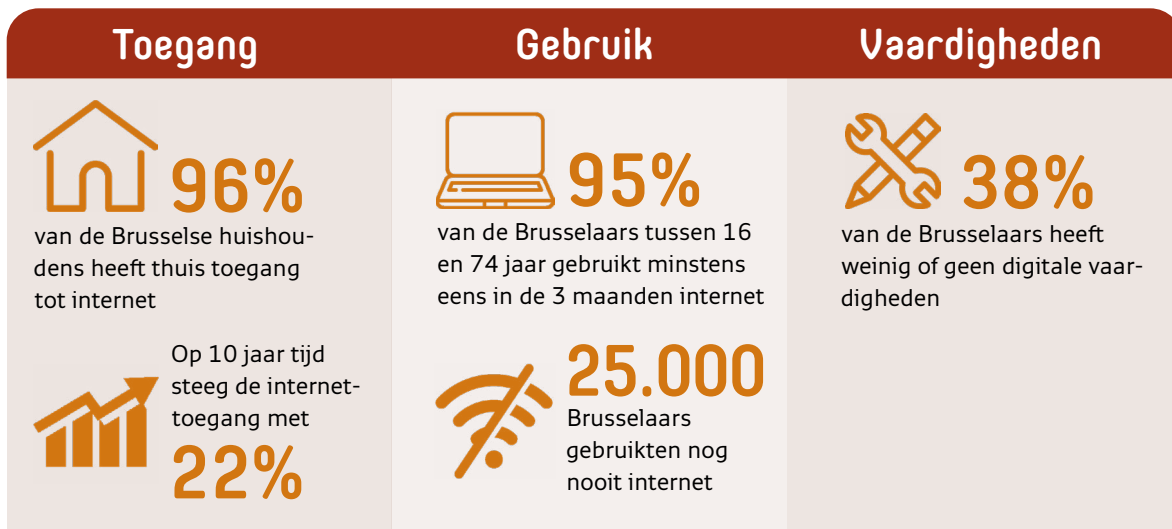 Toegang
96%
van de Brusselse huishou-
dens heeft thuis toegang
tot internet
Op 10 jaar tijd
steeg de internet-
toegang met
22%
Gebruik
95%
van de Brusselaars tussen 16
en 74 jaar gebruikt minstens
eens in de 3 maanden internet
25.000
Brusselaars
gebruikten nog
nooit internet
Vaardigheden
38%
van de Brusselaars heeft
weinig of geen digitale vaar-
digheden